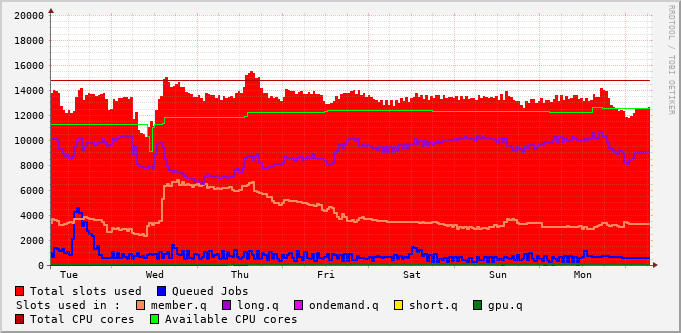 20000
18000
16000
14000
12000
10000
8000
6000
4000
2000
0
Tue Wed Thu Fri Sat Sun Mon
RRDTOOL / TOBI OETIKER
Total slots used Queued Jobs
Slots used in : member.q long.q ondemand.q short.q gpu.q
Total CPU cores Available CPU cores